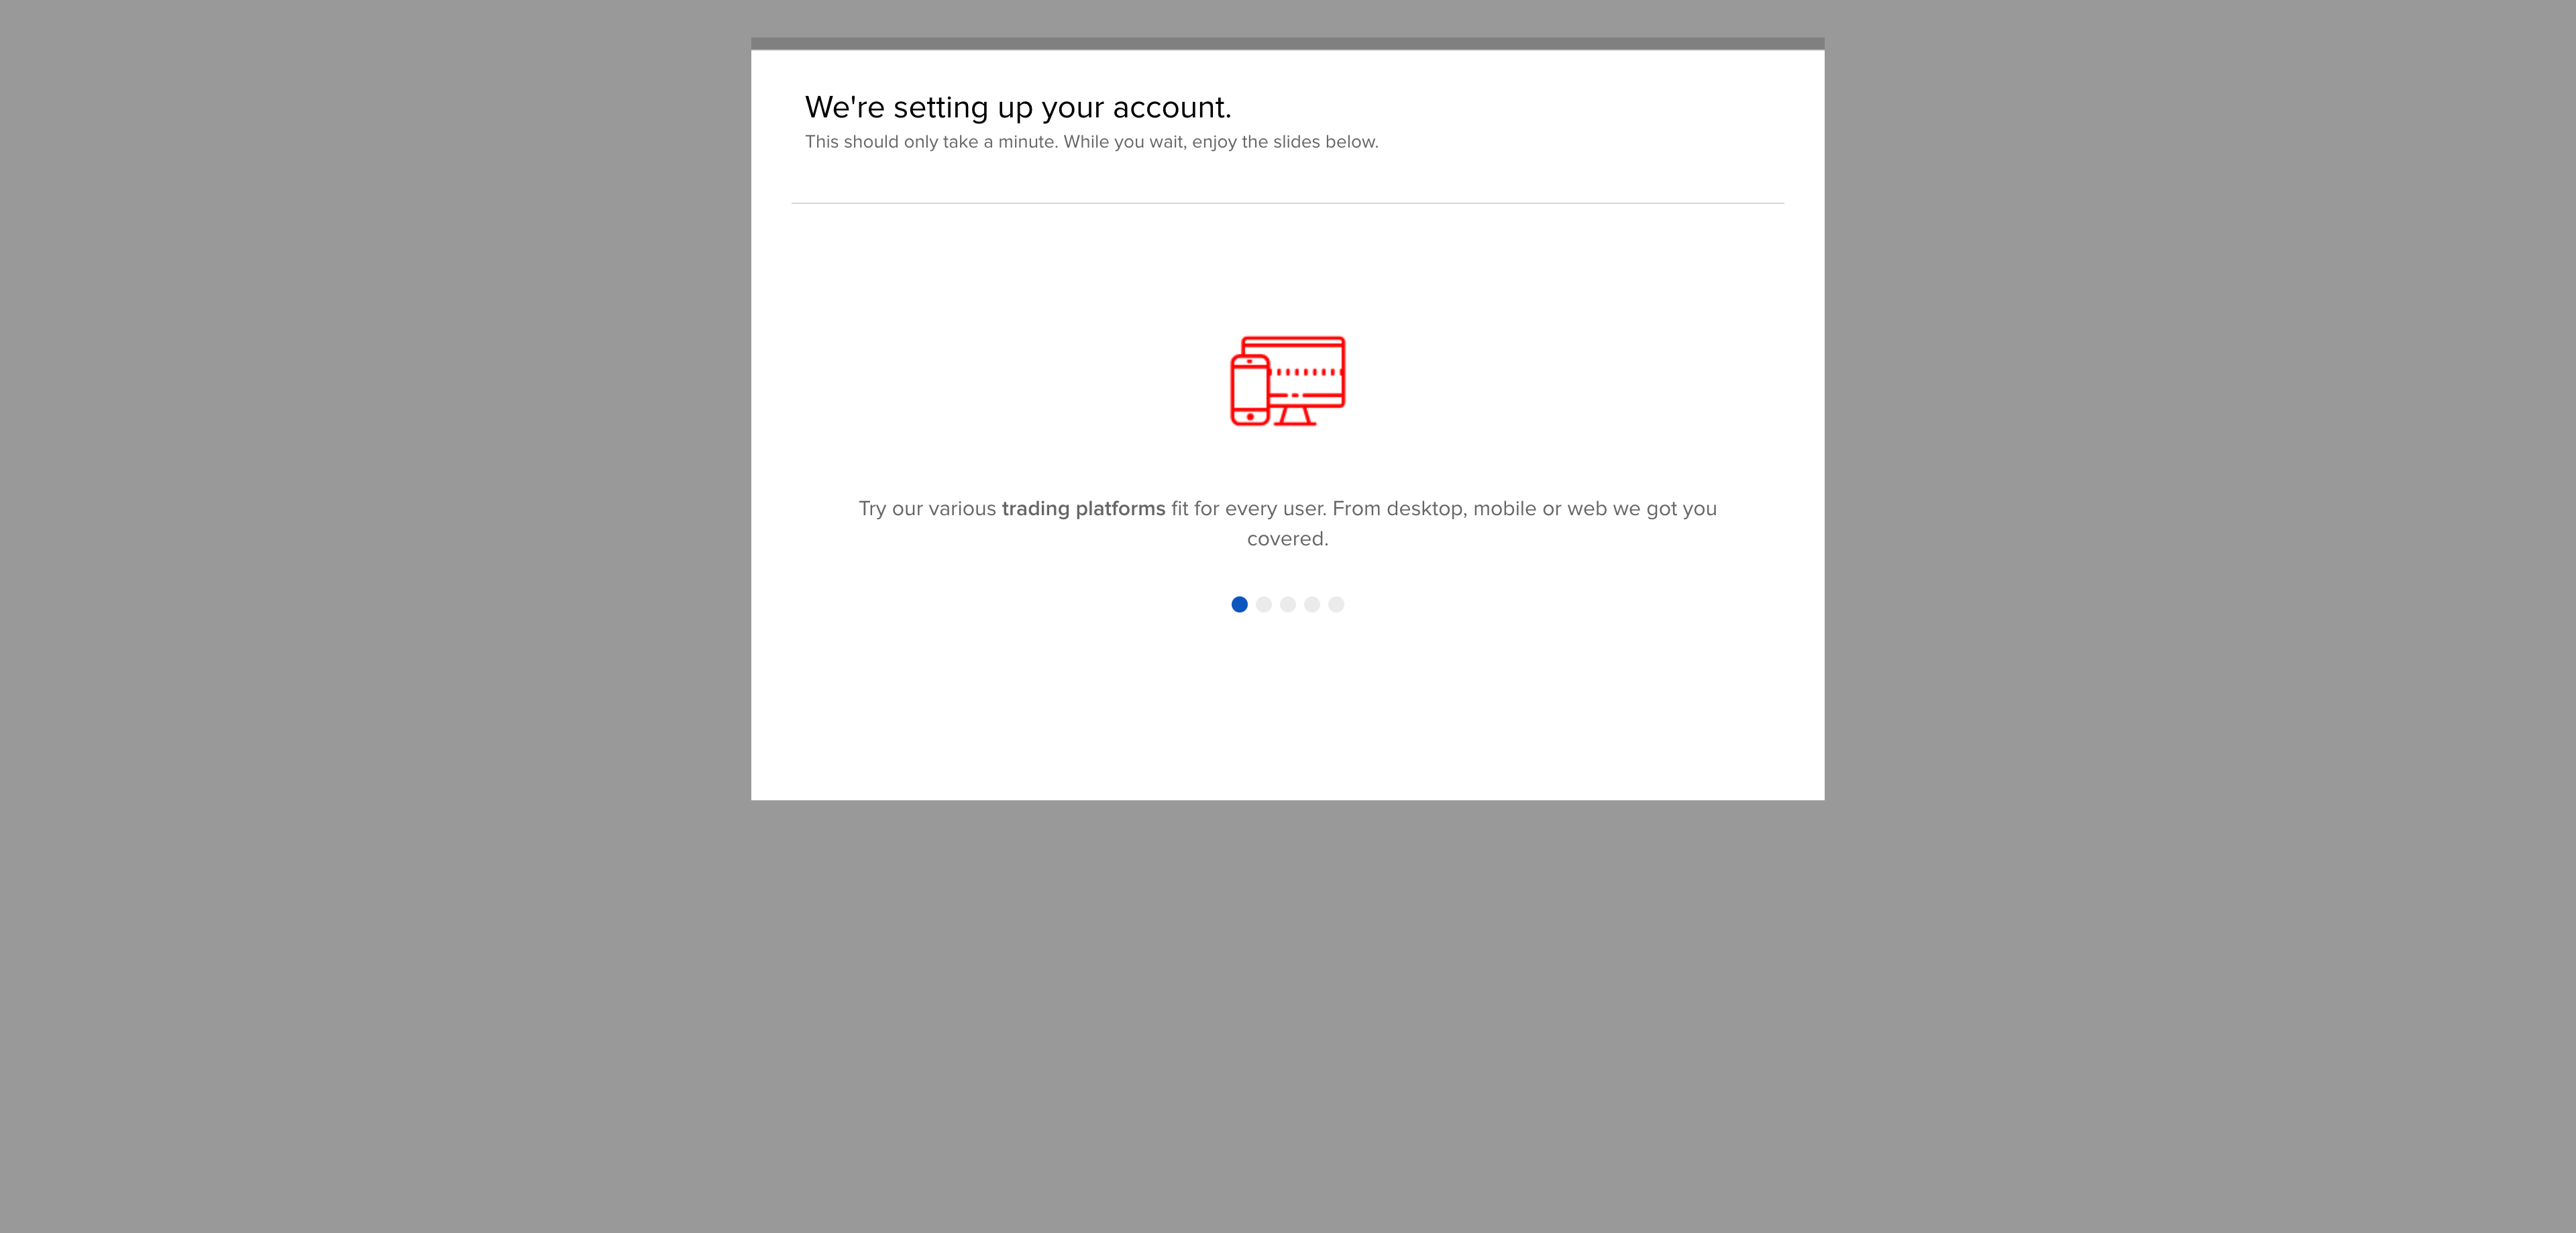 We're setting up your account.
This should only take a minute. While you wait, enjoy the slides below.
Try our various trading platforms fit for every user. From desktop, mobile or web we got you
covered.